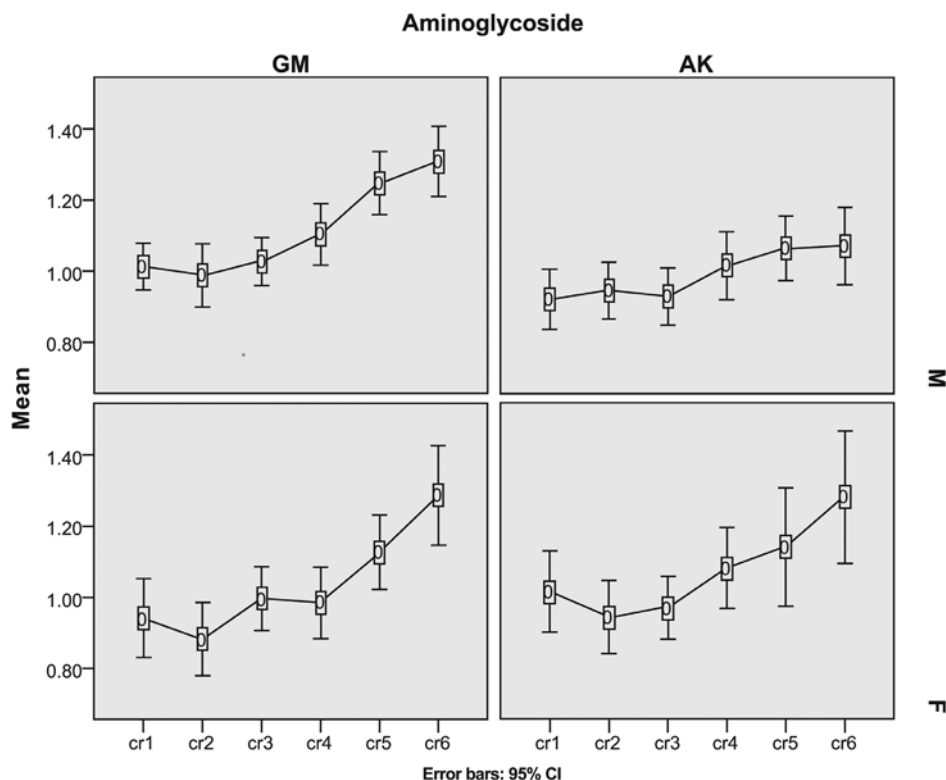 Aminoglycoside
GM AK
Mean
1.40
1.20
1.00
0.80
M
1.40
1.20
1.00
0.80
F
cr1 cr2 cr3 cr4 cr5 cr6 cr1 cr2 cr3 cr4 cr5 cr6
Error bars: 95% CI